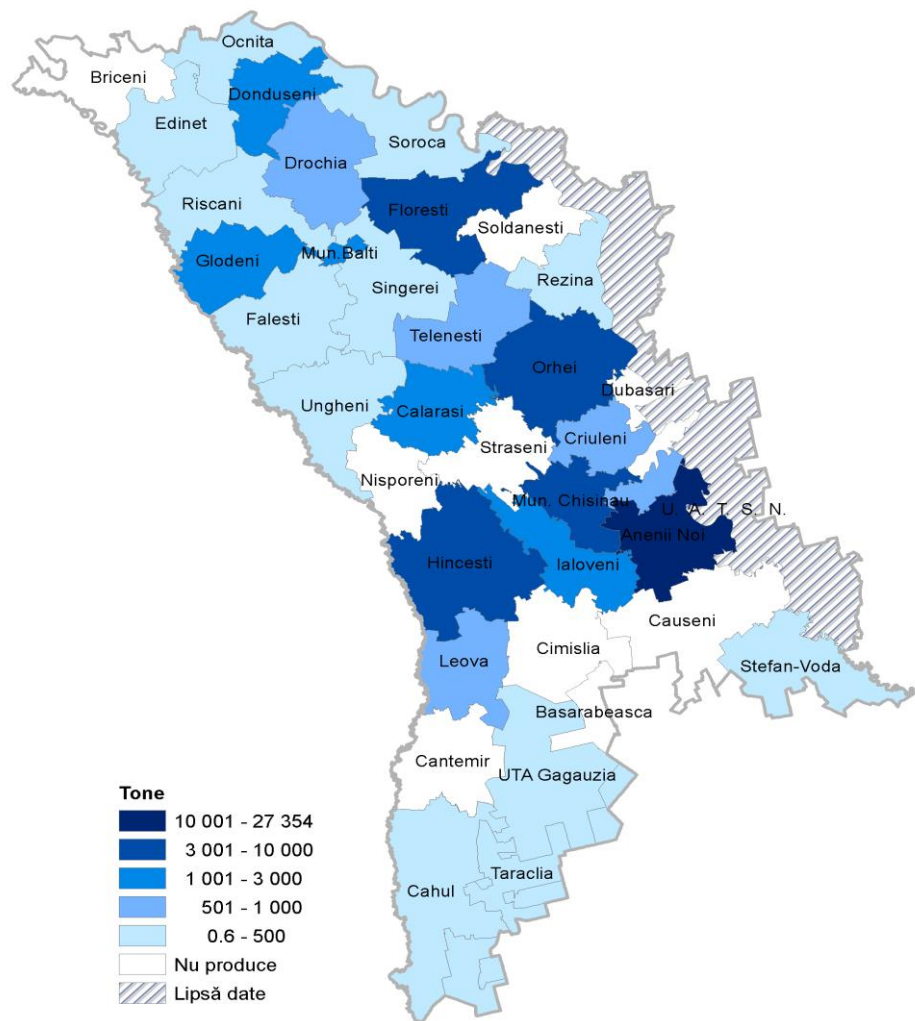 Ocnita
Briceni
Donduseni
Edinet
Soroca
Drochia
Riscani
Floresti
Soldanesti
Glodeni
Mun.Balti
Rezina
Singerei
Falesti
Telenesti
Orhei
Dubasari
Ungheni
Calarasi
Criuleni
Straseni
Nisporeni
Mun. Chisinau
U. A. T. S. N.
Anenii Noi
Hincesti
Ialoveni
Causeni
Cimislia
Leova
Stefan-Voda
Basarabeasca
Cantemir
UTA Gagauzia
Taraclia
Cahul
Tone
10 001 - 27 354
3 001 - 10 000
1 001 - 3 000
501 - 1 000
0.6 - 500
Nu produce
Lipsă date